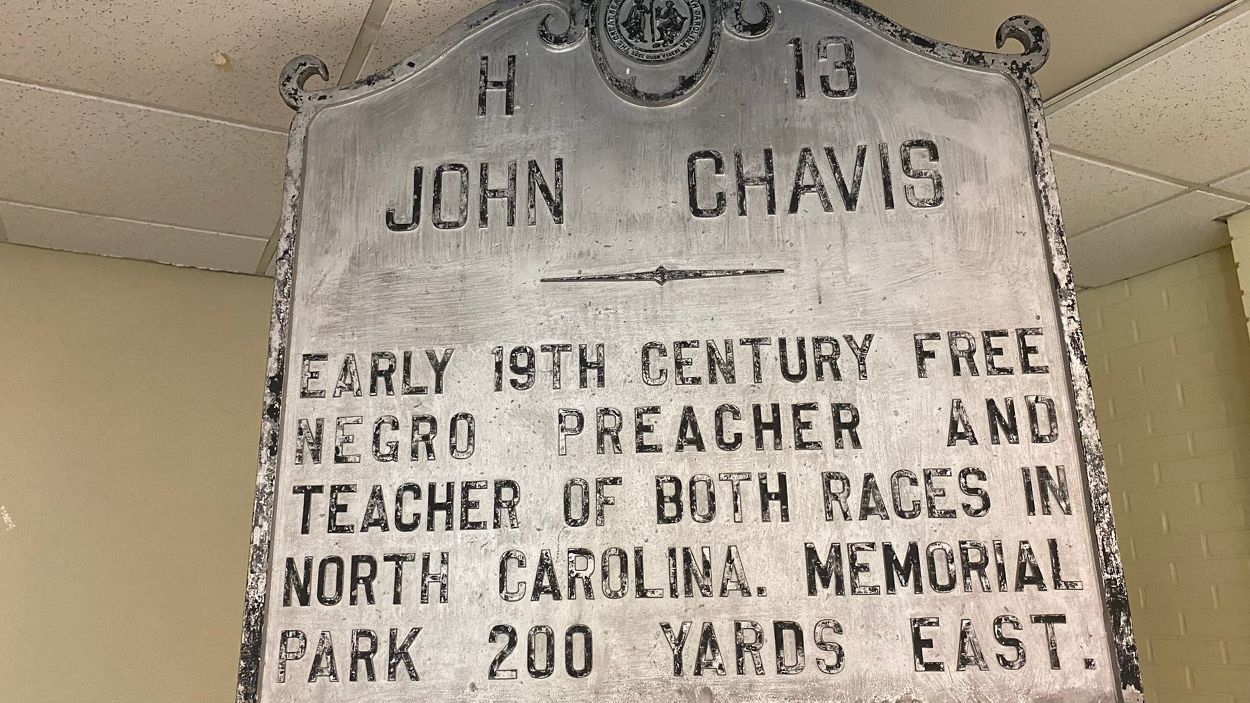 H 13
JOHN CHAVIS
EARLY 19TH CENTURY FREE
NEGRO PREACHER AND
TEACHER OF BOTH RACES IN
NORTH CAROLINA. MEMORIAL
PARK 200 YARDS EAST.